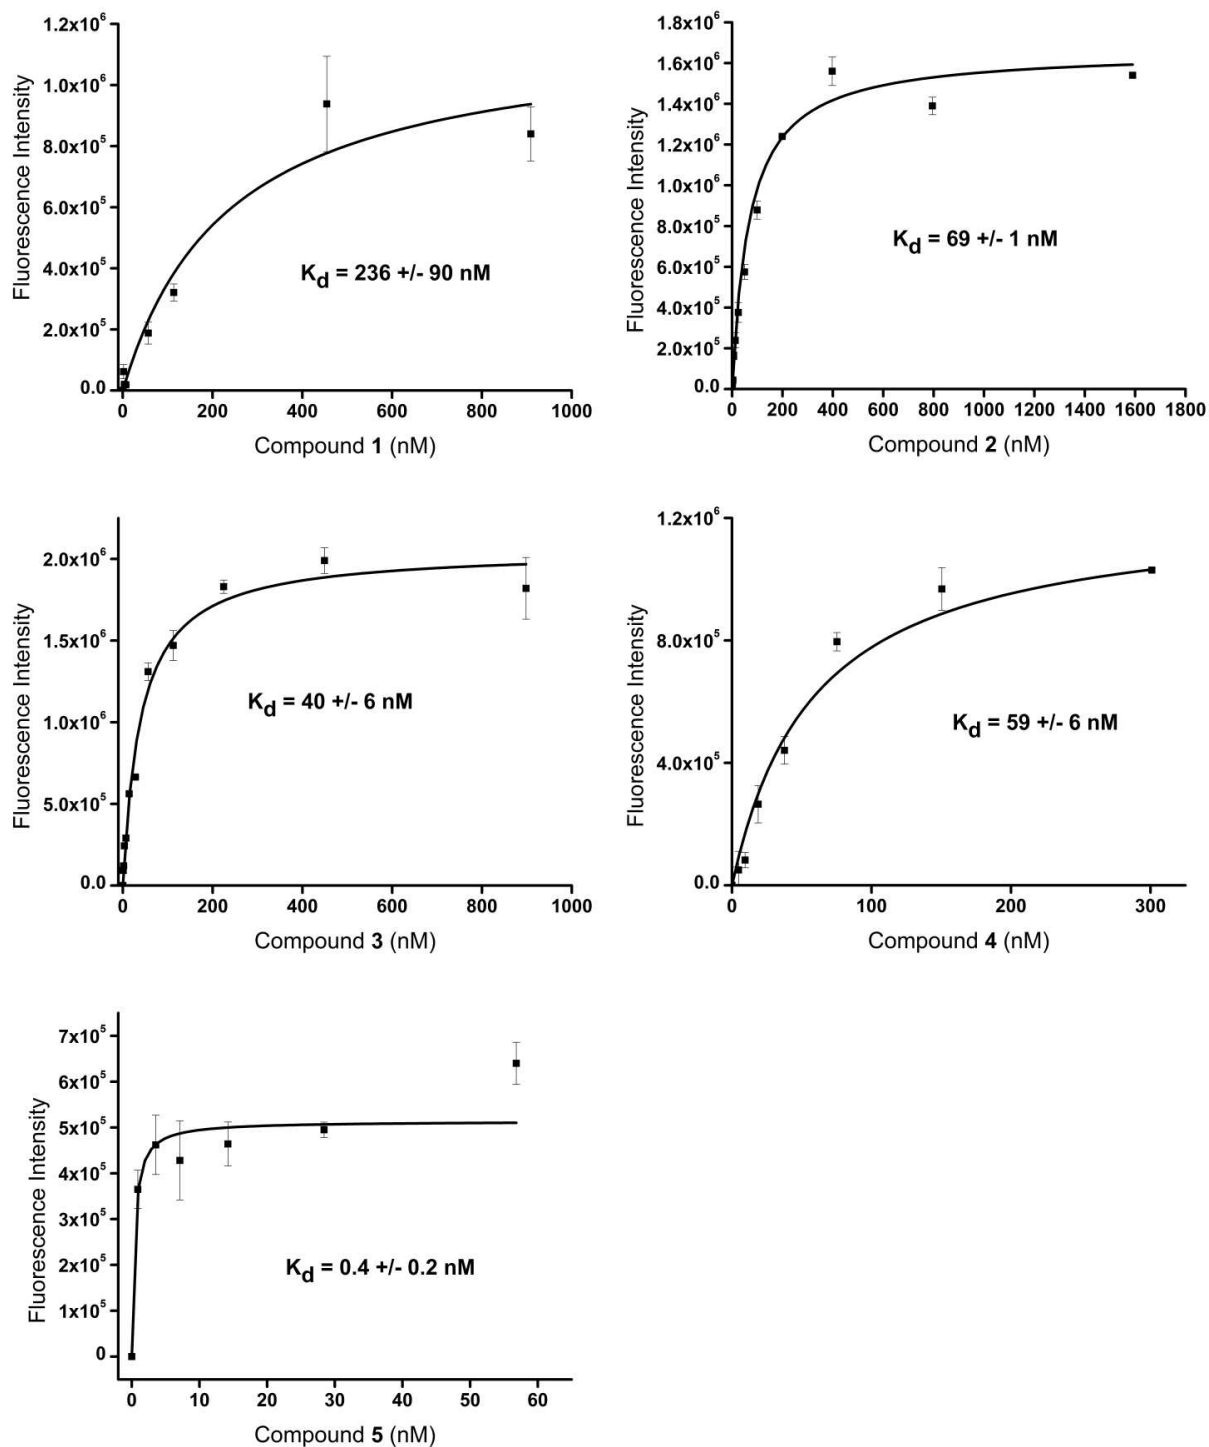 1.2x10⁶
1.0x10⁶
8.0x10⁵
6.0x10⁵
4.0x10⁵
2.0x10⁵
0.0
Fluorescence Intensity
K_d = 236 +/- 90 nM
0 200 400 600 800 1000
Compound 1 (nM)
1.8x10⁶
1.6x10⁶
1.4x10⁶
1.2x10⁶
1.0x10⁶
8.0x10⁵
6.0x10⁵
4.0x10⁵
2.0x10⁵
0.0
Fluorescence Intensity
K_d = 69 +/- 1 nM
0 200 400 600 800 1000 1200 1400 1600 1800
Compound 2 (nM)
2.0x10⁶
1.5x10⁶
1.0x10⁶
5.0x10⁵
0.0
Fluorescence Intensity
K_d = 40 +/- 6 nM
0 200 400 600 800 1000
Compound 3 (nM)
1.2x10⁶
8.0x10⁵
4.0x10⁵
0.0
Fluorescence Intensity
K_d = 59 +/- 6 nM
0 100 200 300
Compound 4 (nM)
7x10⁵
6x10⁵
5x10⁵
4x10⁵
3x10⁵
2x10⁵
1x10⁵
0
Fluorescence Intensity
K_d = 0.4 +/- 0.2 nM
0 10 20 30 40 50 60
Compound 5 (nM)